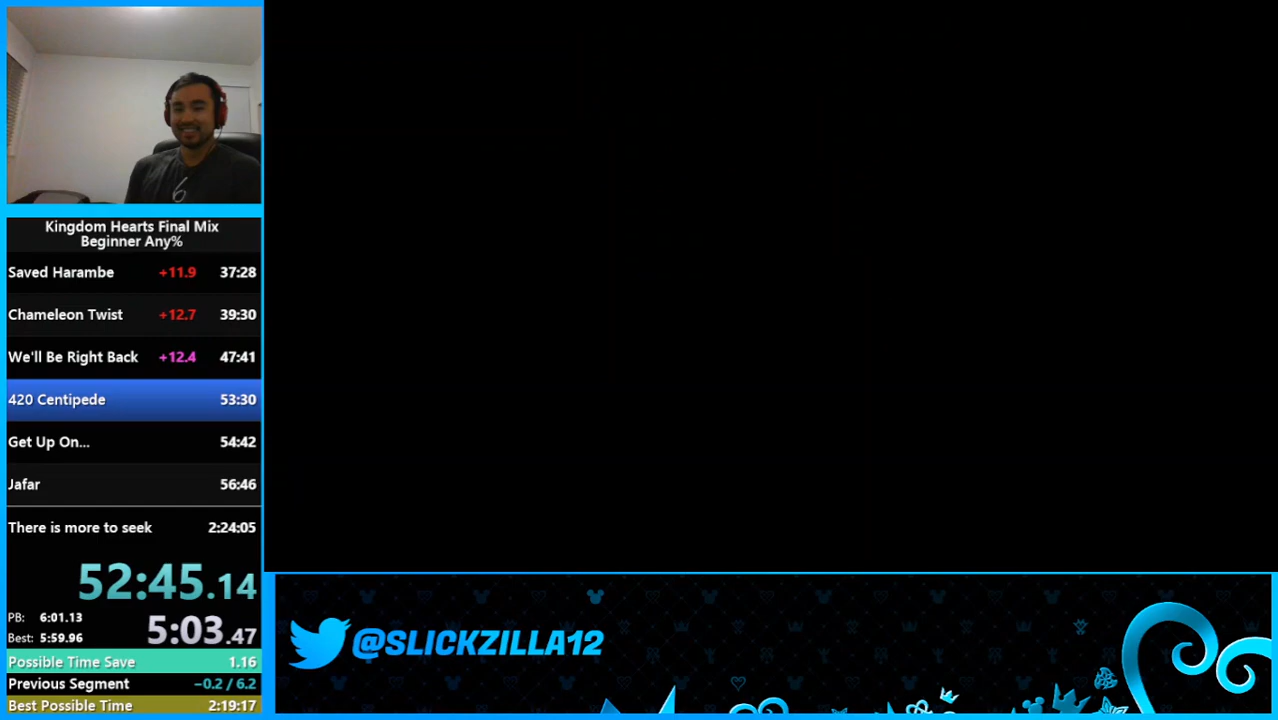 Kingdom Hearts Final Mix
Beginner Any%
Saved Harambe +11.9 37:28
Chameleon Twist +12.7 39:30
We'll Be Right Back +12.4 47:41
420 Centipede 53:30
Get Up On... 54:42
Jafar 56:46
There is more to seek 2:24:05
52:45.14
PB: 6:01.13
Best: 5:59.96
5:03.47
Possible Time Save 1.16
Previous Segment −0.2 / 6.2
Best Possible Time 2:19:17
@SLICKZILLA12